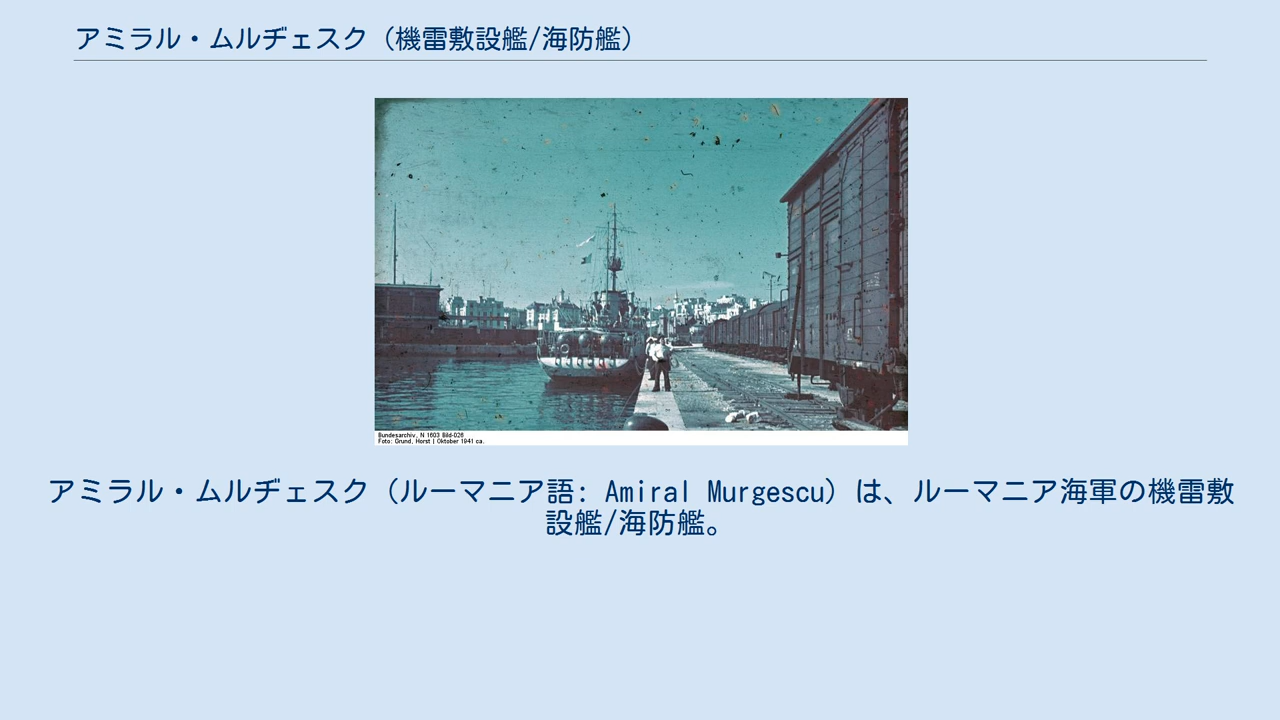 アミラル・ムルヂェスク（機雷敷設艦/海防艦）
Bundesarchiv, N 1603 Bild-026
Foto: Grund, Horst | Oktober 1941 ca.
アミラル・ムルヂェスク（ルーマニア語: Amiral Murgescu）は、ルーマニア海軍の機雷敷
設艦/海防艦。